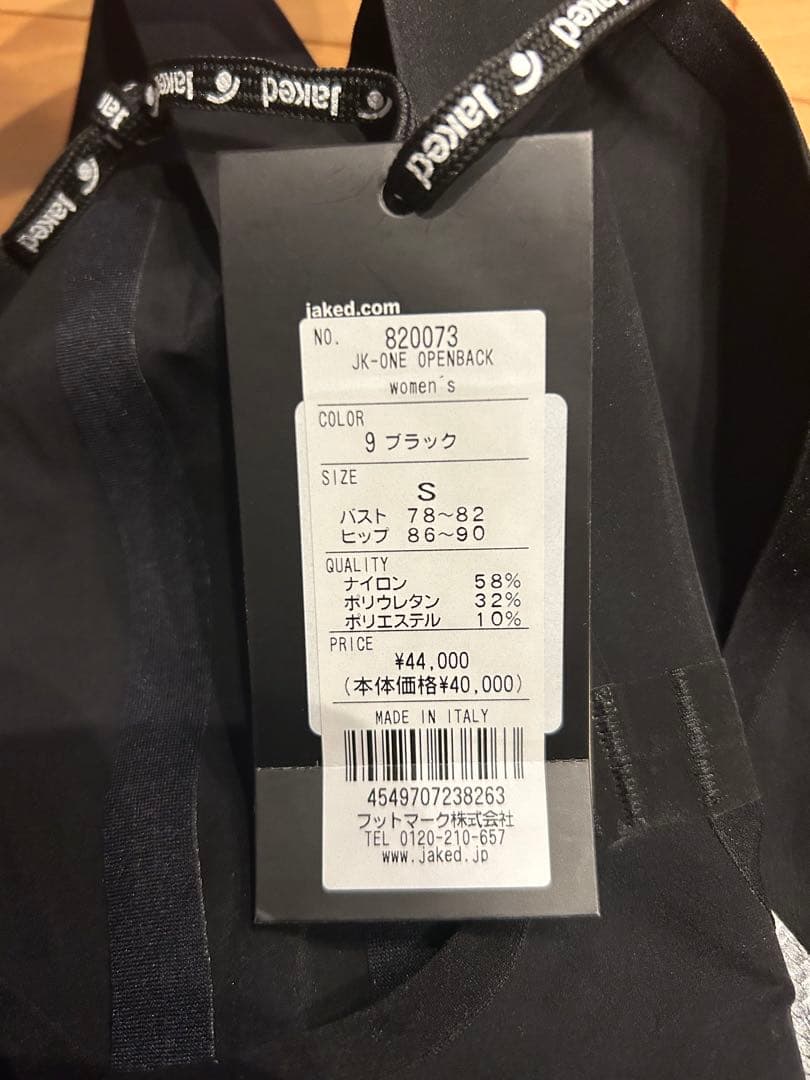 Jaked
Jaked
Jaked
Jaked
Jaked
jaked.com
NO. 820073
JK-ONE OPENBACK
women's
COLOR
9 ブラック
SIZE
S
バスト 78～82
ヒップ 86～90
QUALITY
ナイロン 58%
ポリウレタン 32%
ポリエステル 10%
PRICE
¥44,000
(本体価格¥40,000)
MADE IN ITALY
4549707238263
フットマーク株式会社
TEL 0120-210-657
www.jaked.jp